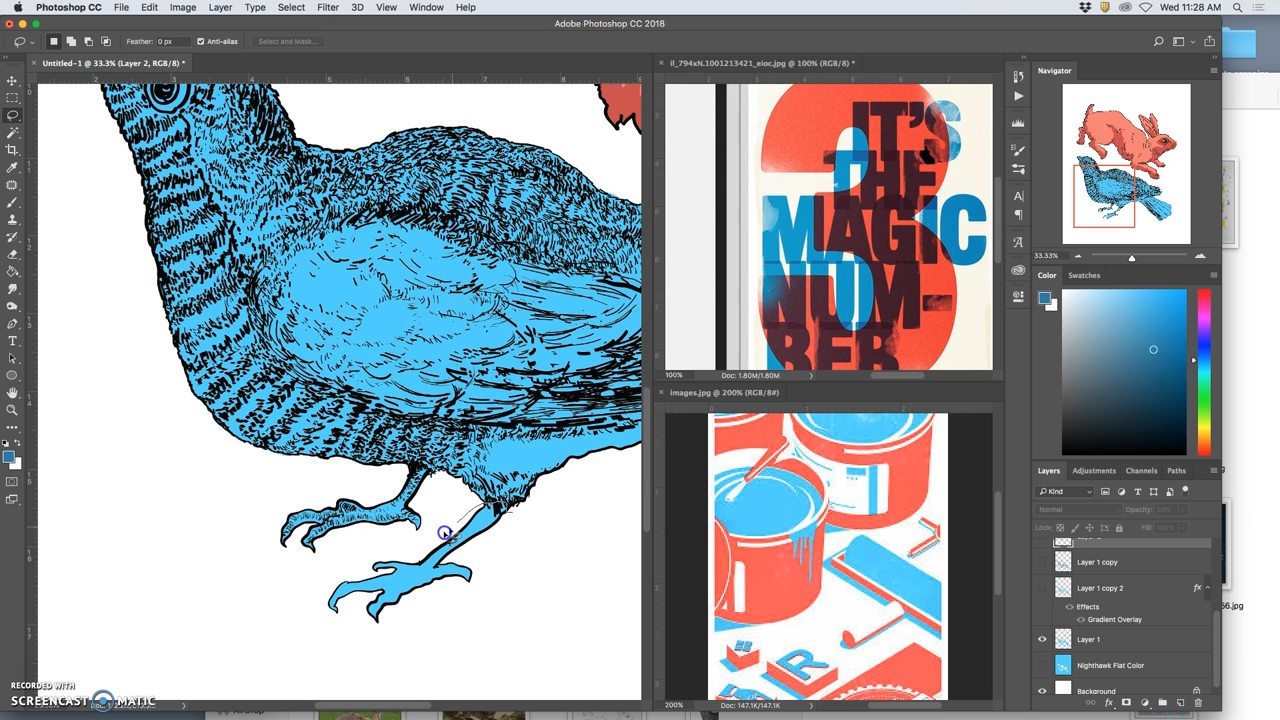 Photoshop CC File Edit Image Layer Type Select Filter 3D View Window Help Wed 11:28 AM
Adobe Photoshop CC 2018
Feather: 0 px Anti-alias Select and Mask...
Untitled-1 @ 33.3% (Layer 2, RGB/8) *
il_794xN.1001213421_eioc.jpg @ 100% (RGB/8) *
Navigator
IT'S
THE
MAGIC
NUM-
BER
33.33%
Color Swatches
100% Doc: 1.80M/1.80M
images.jpg @ 200% (RGB/8#)
Layers Adjustments Channels Paths
Kind
Normal Opacity:
Lock: Fill:
Layer 1 copy
Layer 1 copy 2 fx
Effects
Gradient Overlay
Layer 1
Nighthawk Flat Color
Background
200% Doc: 147.1K/147.1K
RECORDED WITH
SCREENCAST MATIC